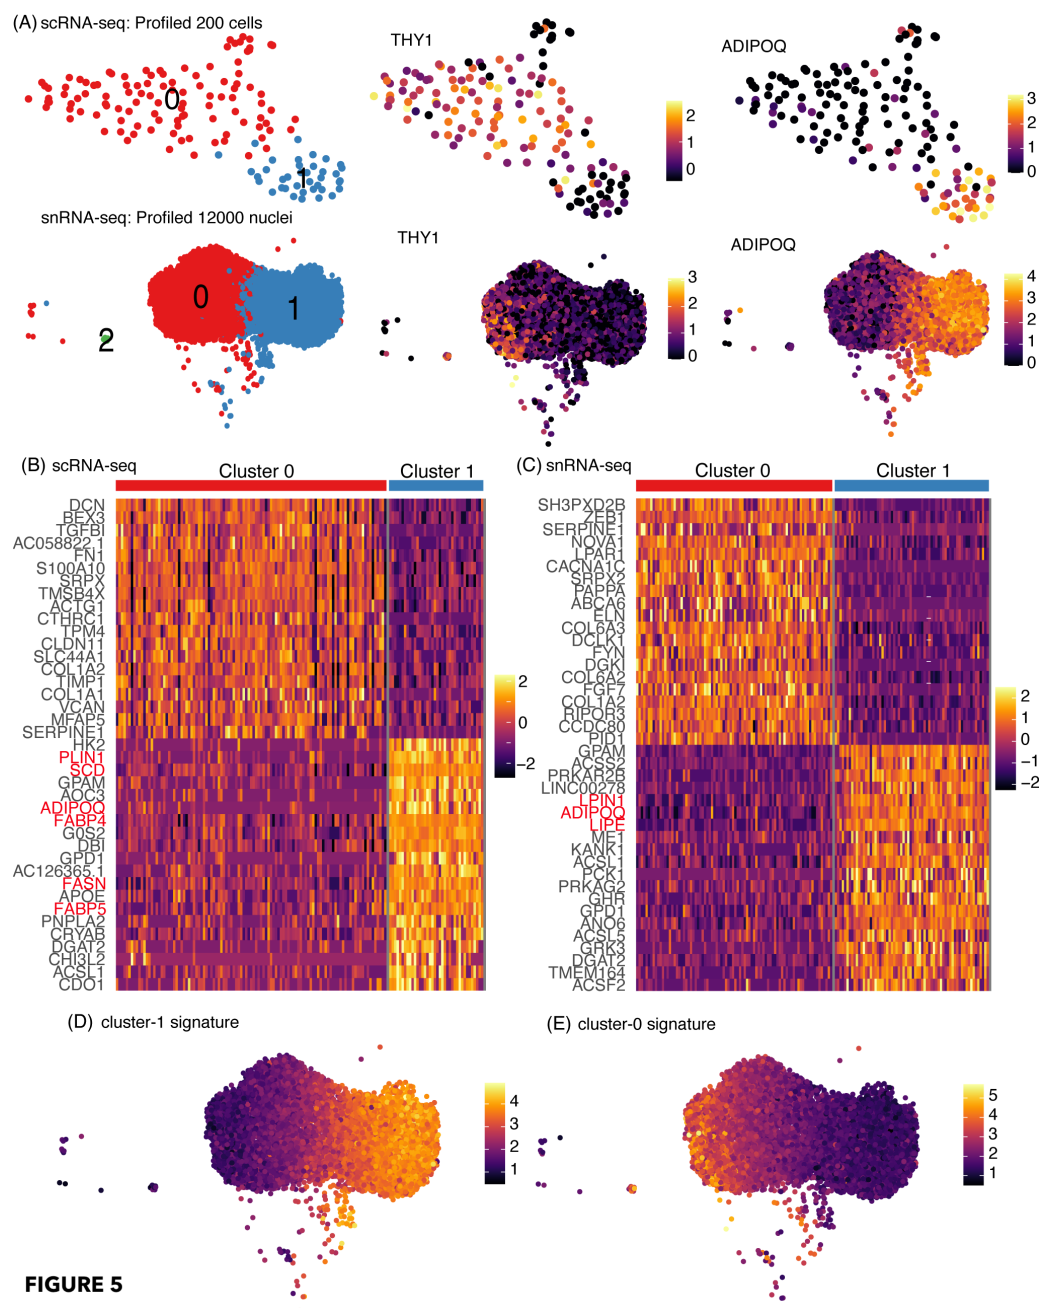 (A) scRNA-seq: Profiled 200 cells
THY1
ADIPOQ
0
1
2
1
0
3
2
1
0
snRNA-seq: Profiled 12000 nuclei
THY1
ADIPOQ
0
1
2
3
2
1
0
4
3
2
1
0
(B) scRNA-seq
Cluster 0
Cluster 1
DCN
BEX3
TGFBI
AC058822.1
FN1
S100A10
SRPX
TMSB4X
ACTG1
CTHRC1
TPM4
CLDN11
SLC44A1
COL1A2
TIMP1
COL1A1
VCAN
MFAP5
SERPINE1
HK2
PLIN1
SCD
GPAM
AOC3
ADIPOQ
FABP4
G0S2
DBI
GPD1
AC126365.1
FASN
APOE
FABP5
PNPLA2
CRYAB
DGAT2
CHI3L2
ACSL1
CDO1
2
0
−2
(C) snRNA-seq
Cluster 0
Cluster 1
SH3PXD2B
ZEB1
SERPINE1
NOVA1
LPAR1
CACNA1C
SRPX2
PAPPA
ABCA6
ELN
COL6A3
DCLK1
FYN
DGKI
COL6A2
FGF7
COL1A2
RIPOR3
CCDC80
PID1
GPAM
ACSS2
PRKAR2B
LINC00278
LPIN1
ADIPOQ
LIPE
ME1
KANK1
ACSL1
PCK1
PRKAG2
GHR
GPD1
ANO6
GRK3
DGAT2
TMEM164
ACSF2
2
1
0
−1
−2
(D) cluster-1 signature
4
3
2
1
(E) cluster-0 signature
5
4
3
2
1
FIGURE 5